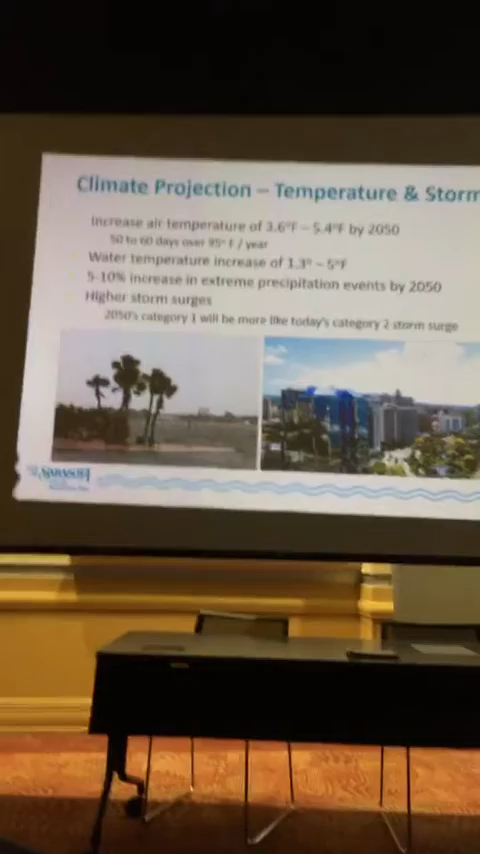 Climate Projection – Temperature & Storm
Increase air temperature of 3.6°F – 5.4°F by 2050
50 to 60 days over 95° F / year
Water temperature increase of 1.3° – 5°F
5-10% increase in extreme precipitation events by 2050
Higher storm surges
2050's category 1 will be more like today's category 2 storm surge
SARASOTA